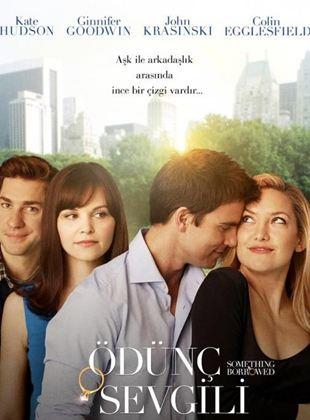 Kate Ginnifer John Colin
HUDSON GOODWIN KRASINSKI EGGLESFIELD
Aşk ile arkadaşlık
arasında
ince bir çizgi vardır...
ÖDÜNÇ
SOMETHING
BORROWED
SEVGİLİ